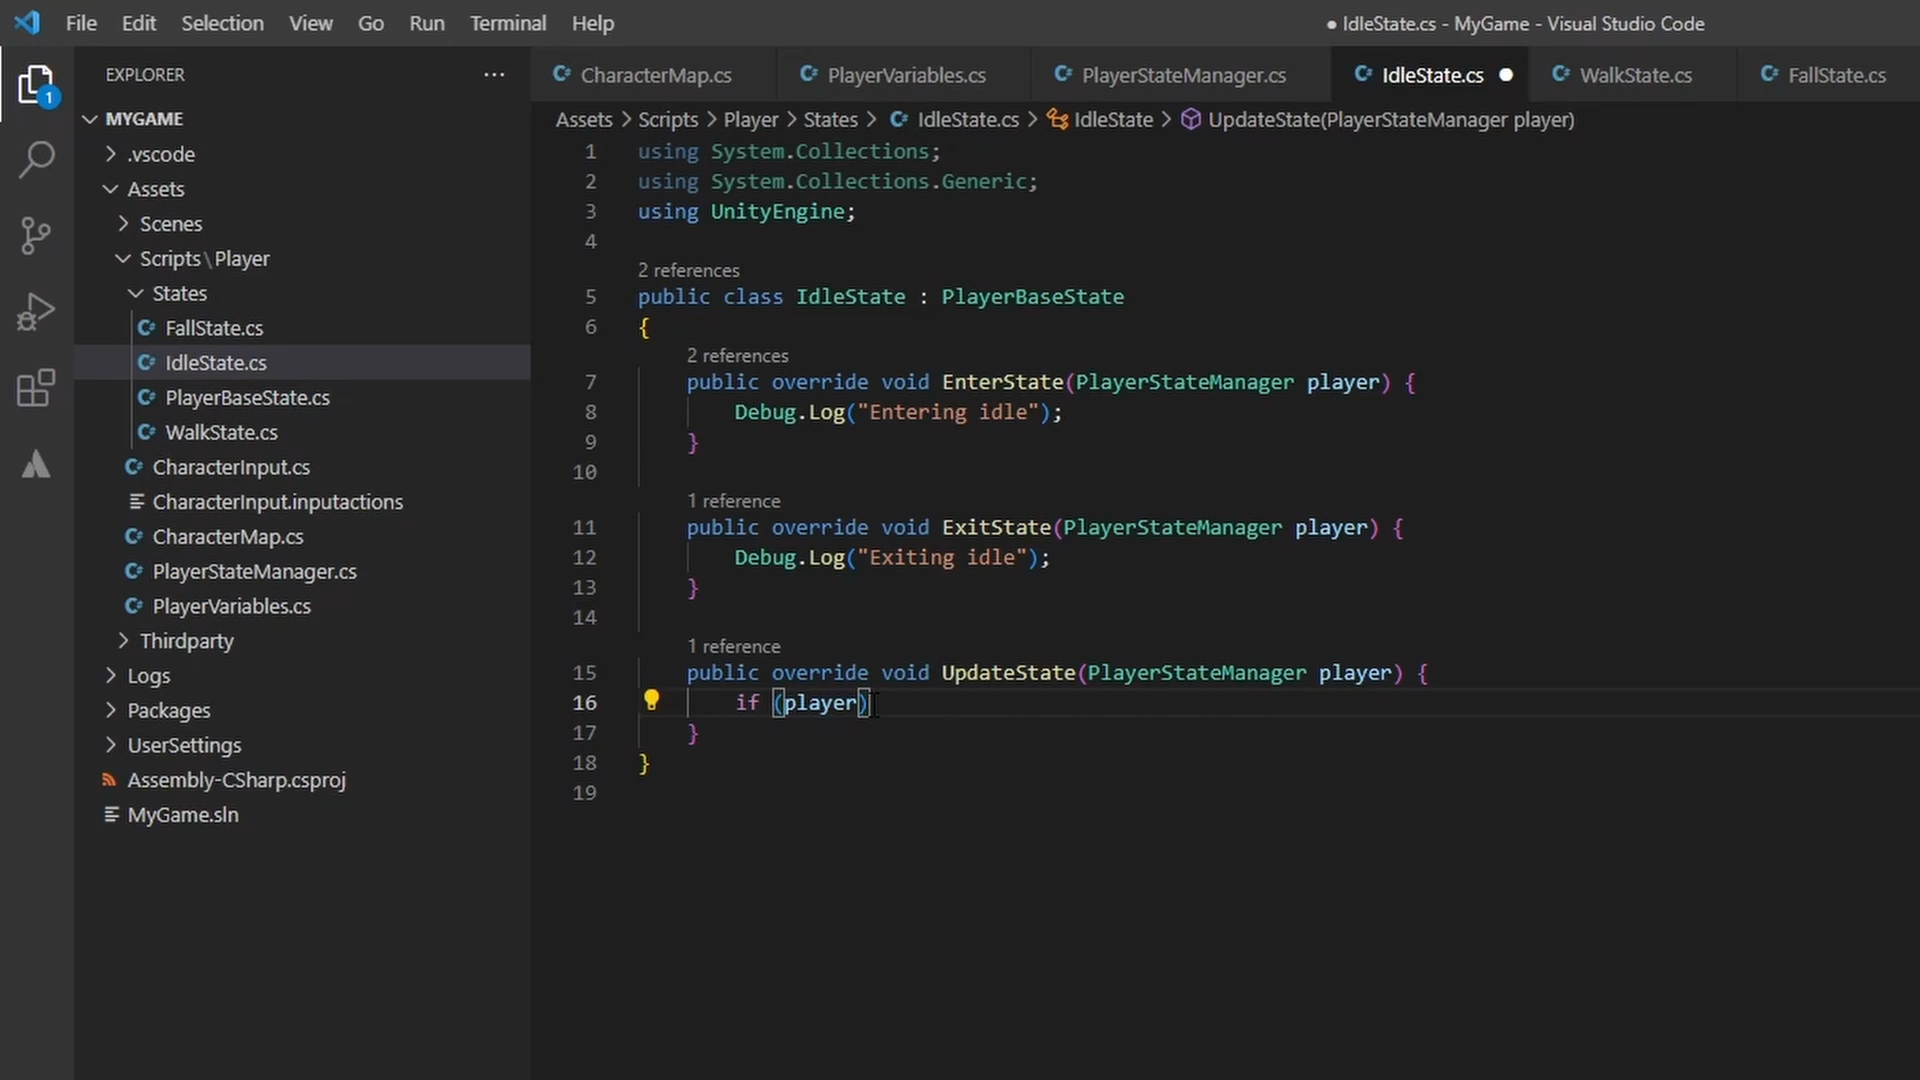 File Edit Selection View Go Run Terminal Help
● IdleState.cs - MyGame - Visual Studio Code
EXPLORER ···
CharacterMap.cs PlayerVariables.cs PlayerStateManager.cs IdleState.cs WalkState.cs FallState.cs
1
Assets > Scripts > Player > States > IdleState.cs > IdleState > UpdateState(PlayerStateManager player)
MYGAME
.vscode
Assets
Scenes
Scripts\Player
States
FallState.cs
IdleState.cs
PlayerBaseState.cs
WalkState.cs
CharacterInput.cs
CharacterInput.inputactions
CharacterMap.cs
PlayerStateManager.cs
PlayerVariables.cs
Thirdparty
Logs
Packages
UserSettings
Assembly-CSharp.csproj
MyGame.sln
1 using System.Collections;
2 using System.Collections.Generic;
3 using UnityEngine;
4
2 references
5 public class IdleState : PlayerBaseState
6 {
2 references
7 public override void EnterState(PlayerStateManager player) {
8 Debug.Log("Entering idle");
9 }
10
1 reference
11 public override void ExitState(PlayerStateManager player) {
12 Debug.Log("Exiting idle");
13 }
14
1 reference
15 public override void UpdateState(PlayerStateManager player) {
16 if (player)
17 }
18 }
19